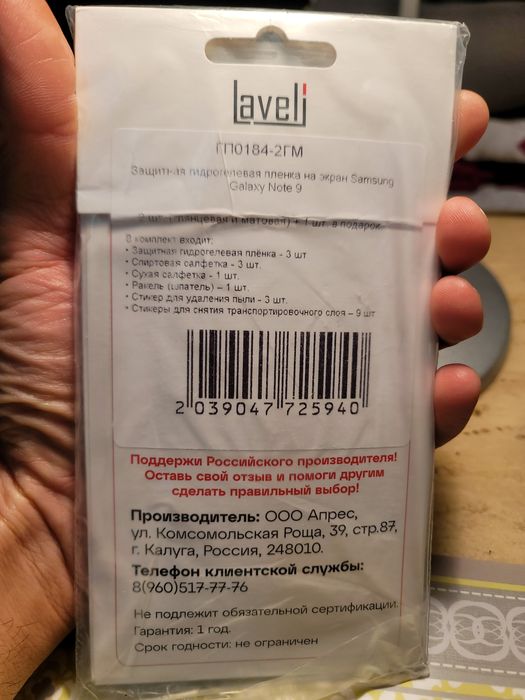 Laveli
ГП0184-2ГМ
Защитная гидрогелевая пленка на экран Samsung
Galaxy Note 9
2 шт. (глянцевая и матовая) + 1 шт. в подарок
В комплект входит:
• Защитная гидрогелевая плёнка - 3 шт
• Спиртовая салфетка - 3 шт.
• Сухая салфетка - 1 шт.
• Ракель (шпатель) – 1 шт.
• Стикер для удаления пыли - 3 шт.
• Стикеры для снятия транспортировочного слоя – 9 шт
2 039047 725940
Поддержи Российского производителя!
Оставь свой отзыв и помоги другим
сделать правильный выбор!
Производитель: ООО Апрес,
ул. Комсомольская Роща, 39, стр.87,
г. Калуга, Россия, 248010.
Телефон клиентской службы:
8(960)517-77-76
Не подлежит обязательной сертификации.
Гарантия: 1 год.
Срок годности: не ограничен